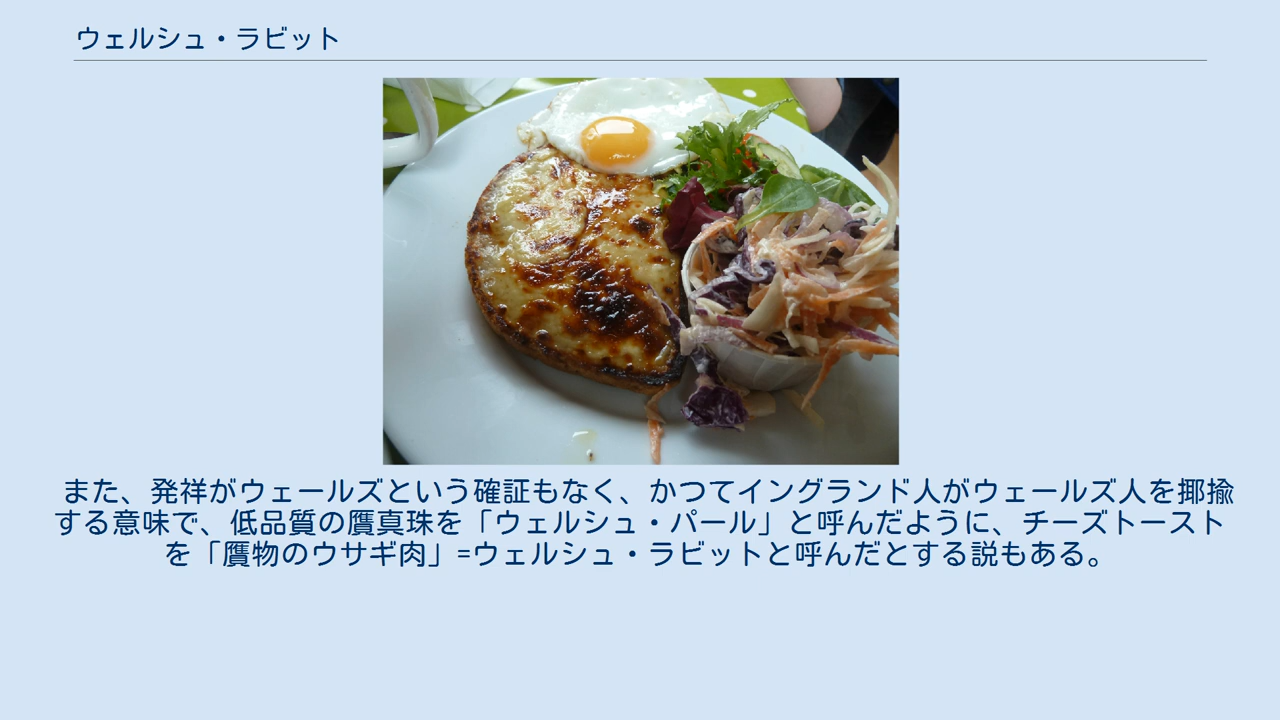 ウェルシュ・ラビット
また、発祥がウェールズという確証もなく、かつてイングランド人がウェールズ人を揶揄
する意味で、低品質の贋真珠を「ウェルシュ・パール」と呼んだように、チーズトースト
を「贋物のウサギ肉」=ウェルシュ・ラビットと呼んだとする説もある。